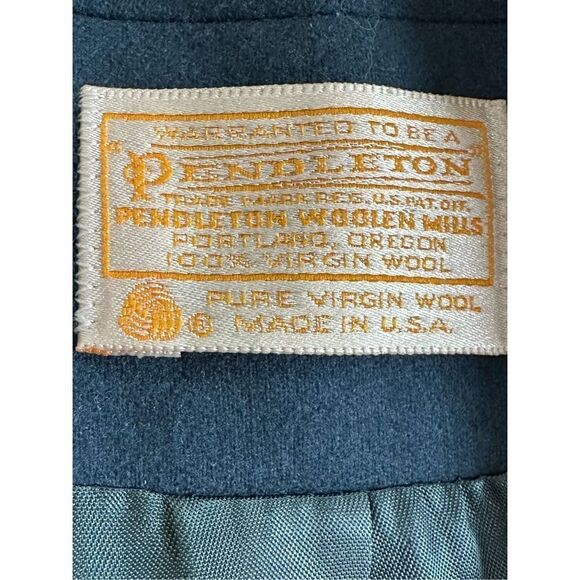 WARRANTED TO BE A
"PENDLETON"
TRADE MARK REG. U.S. PAT. OFF.
PENDLETON WOOLEN MILLS
PORTLAND, OREGON
100% VIRGIN WOOL
PURE VIRGIN WOOL
® MADE IN U.S.A.